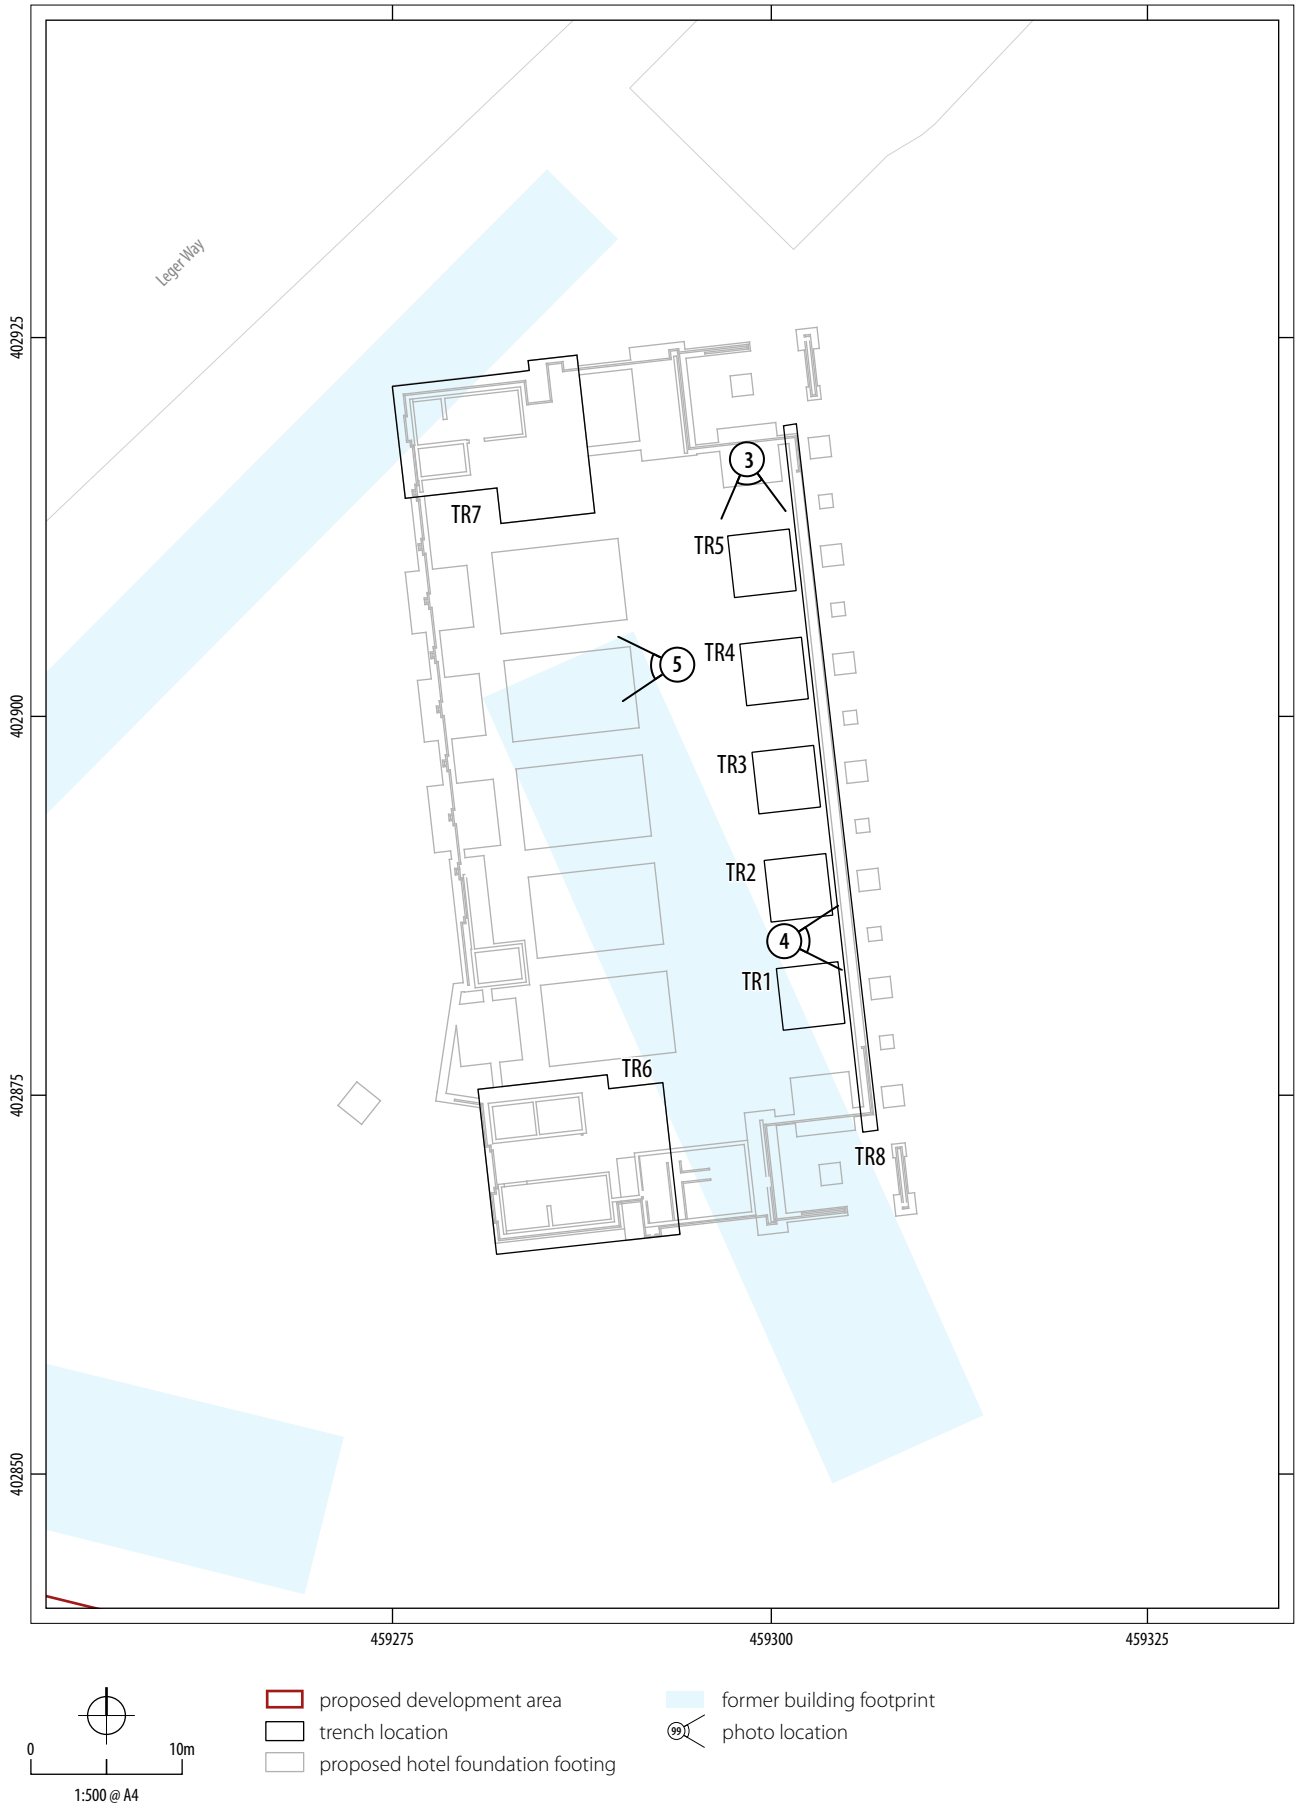 Leger Way
402925
402900
402875
402850
TR7
3
TR5
5
TR4
TR3
TR2
4
TR1
TR6
TR8
459275
459300
459325
0
10m
1:500 @ A4
proposed development area
trench location
proposed hotel foundation footing
former building footprint
99
photo location